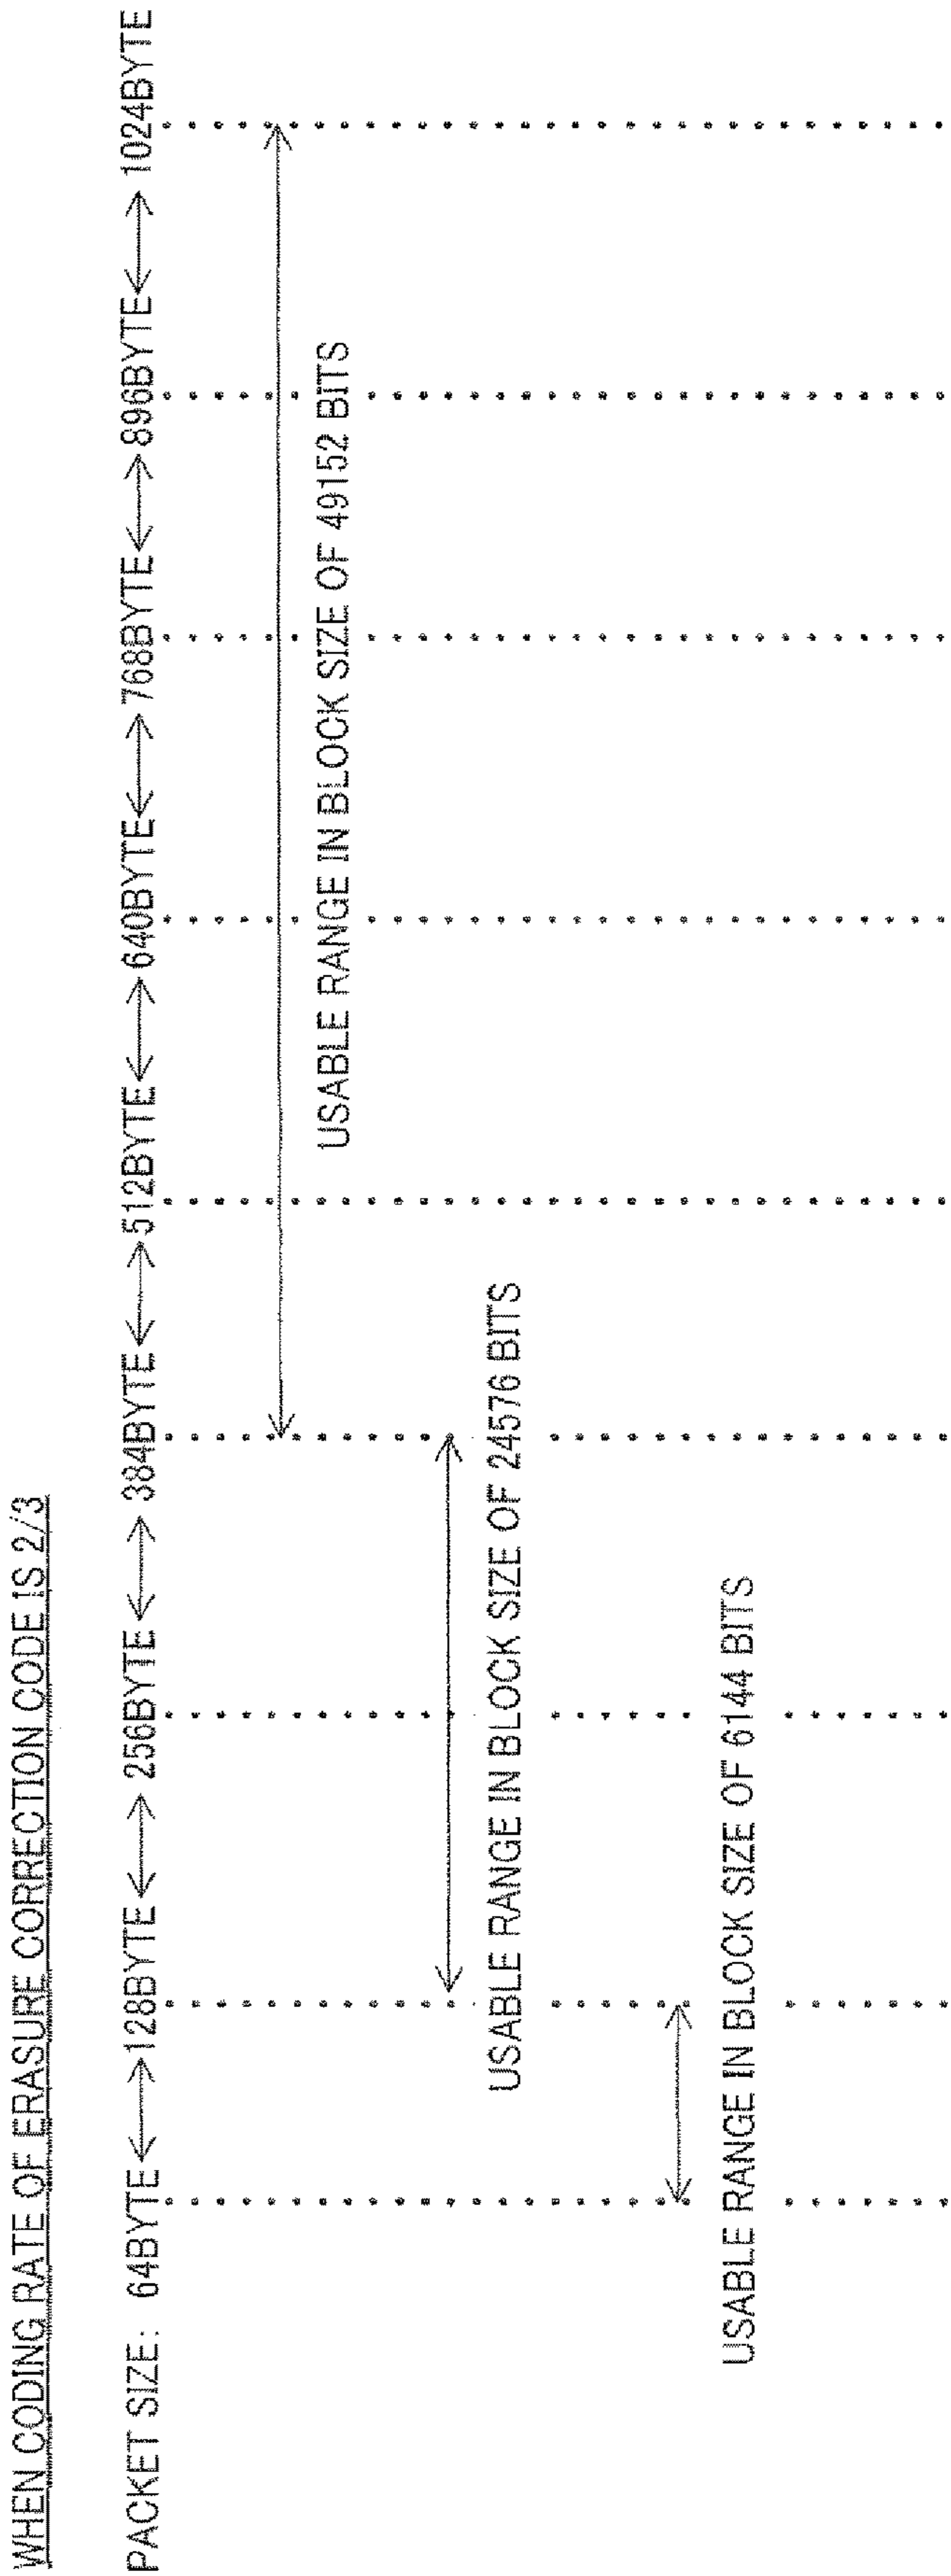 WHEN CODING RATE OF ERASURE CORRECTION CODE IS 2/3
PACKET SIZE: 64BYTE 128BYTE 256BYTE 384BYTE 512BYTE 640BYTE 768BYTE 896BYTE 1024BYTE
USABLE RANGE IN BLOCK SIZE OF 49152 BITS
USABLE RANGE IN BLOCK SIZE OF 24576 BITS
USABLE RANGE IN BLOCK SIZE OF 6144 BITS